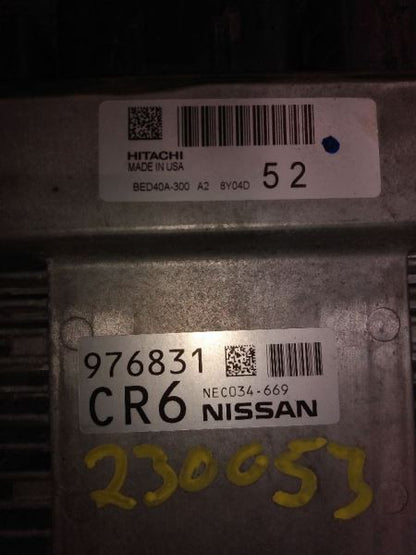 HITACHI
MADE IN USA
BED40A-300 A2 8Y04D 52
976831
CR6 NEC034-669
NISSAN
230053